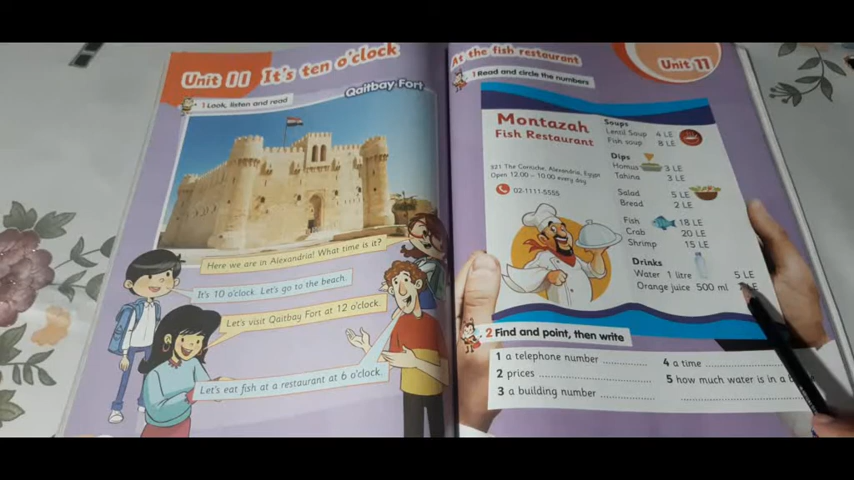 Unit 11 It's ten o'clock
1 Look, listen and read
Qaitbay Fort
Here we are in Alexandria! What time is it?
It's 10 o'clock. Let's go to the beach.
Let's visit Qaitbay Fort at 12 o'clock.
Let's eat fish at a restaurant at 6 o'clock.
At the fish restaurant
Unit 11
1 Read and circle the numbers
Montazah
Fish Restaurant
321 The Corniche, Alexandria, Egypt
Open 12.00 – 10.00 every day
02-1111-5555
Soups
Lentil Soup 4 LE
Fish soup 8 LE
Dips
Homus 3 LE
Tahina 3 LE
Salad 5 LE
Bread 2 LE
Fish 18 LE
Crab 20 LE
Shrimp 15 LE
Drinks
Water 1 litre 5 LE
Orange juice 500 ml
2 Find and point, then write
1 a telephone number
2 prices
3 a building number
4 a time
5 how much water is in a